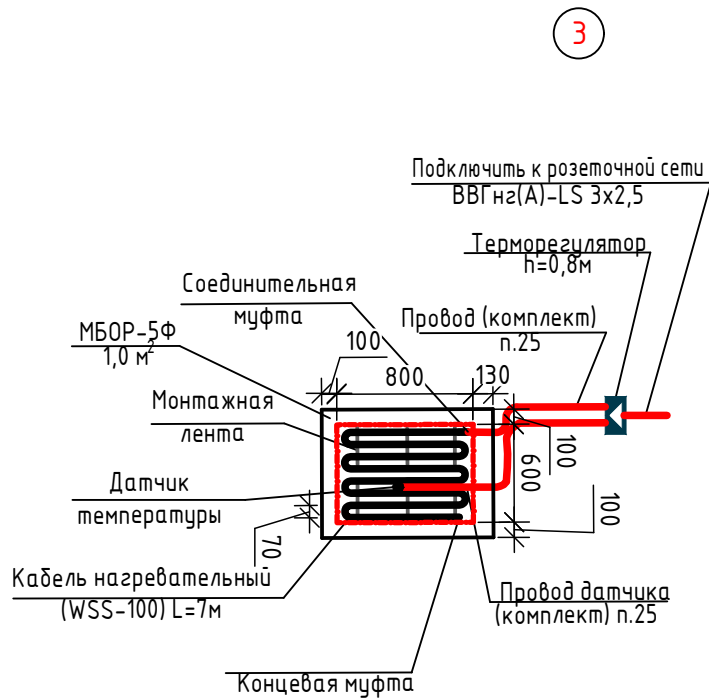 3
Подключить к розеточной сети
ВВГнг(А)-LS 3х2,5
Терморегулятор
h=0,8м
Соединительная
муфта
Провод (комплект)
п.25
МБОР-5Ф
1,0 м²
100
800
130
Монтажная
лента
100
600
Датчик
температуры
100
70
Кабель нагревательный
(WSS-100) L=7м
Провод датчика
(комплект) п.25
Концевая муфта